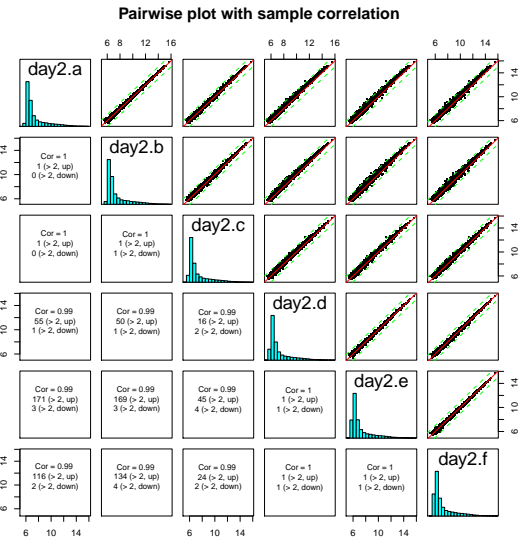 Pairwise plot with sample correlation
6 8 12 16
6 8 12 16
6 8 12 16
day2.a
6 10
day2.b
Cor = 1
1 (> 2, up)
0 (> 2, down)
6 10 14
day2.c
Cor = 1
1 (> 2, up)
0 (> 2, down)
Cor = 1
1 (> 2, up)
1 (> 2, down)
6 10 14
day2.d
Cor = 0.99
55 (> 2, up)
1 (> 2, down)
Cor = 0.99
50 (> 2, up)
1 (> 2, down)
Cor = 0.99
16 (> 2, up)
2 (> 2, down)
6 10 14
day2.e
Cor = 0.99
171 (> 2, up)
3 (> 2, down)
Cor = 0.99
169 (> 2, up)
3 (> 2, down)
Cor = 0.99
45 (> 2, up)
4 (> 2, down)
Cor = 1
1 (> 2, up)
1 (> 2, down)
6 10 14
day2.f
Cor = 0.99
116 (> 2, up)
2 (> 2, down)
Cor = 0.99
134 (> 2, up)
4 (> 2, down)
Cor = 0.99
24 (> 2, up)
2 (> 2, down)
Cor = 1
1 (> 2, up)
1 (> 2, down)
Cor = 1
1 (> 2, up)
1 (> 2, down)
6 10 14
6 10 14
6 10 14
6 10 14